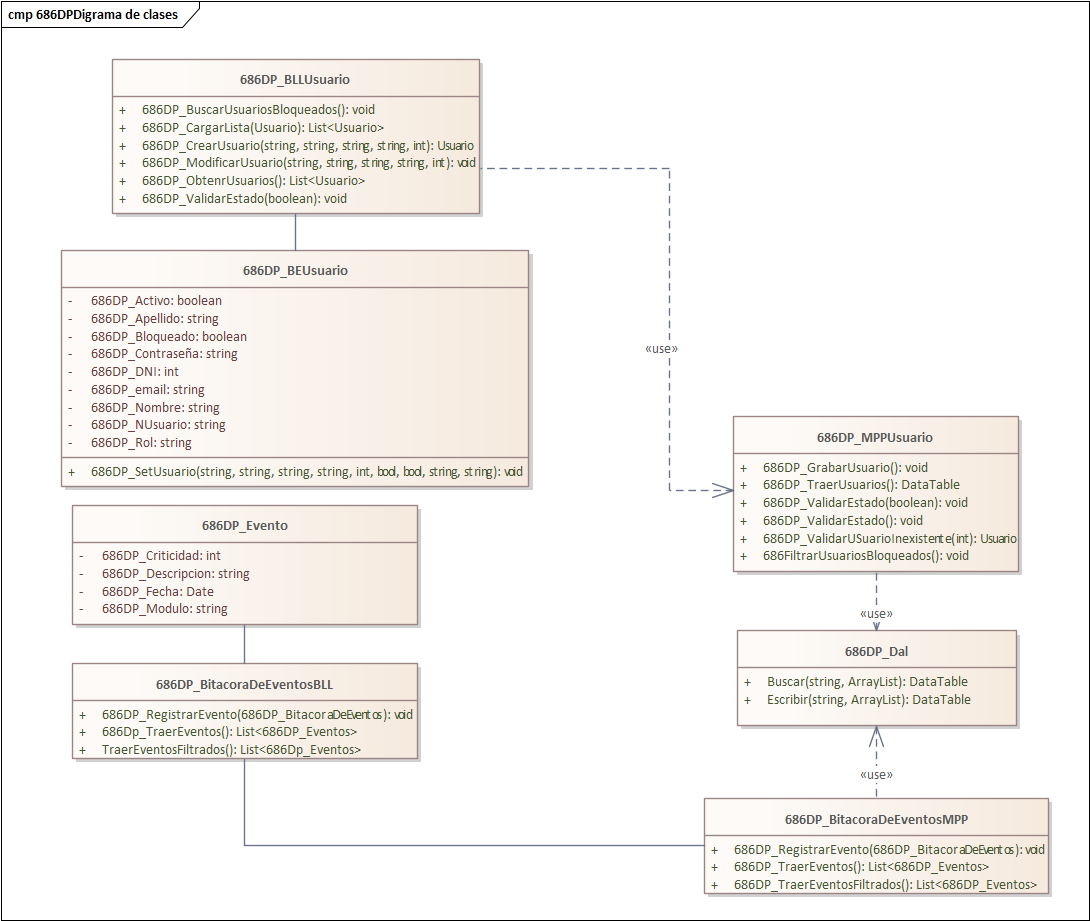 cmp 686DPDigrama de clases
686DP_BLLUsuario
+ 686DP_BuscarUsuariosBloqueados(): void
+ 686DP_CargarLista(Usuario): List<Usuario>
+ 686DP_CrearUsuario(string, string, string, string, int): Usuario
+ 686DP_ModificarUsuario(string, string, string, string, int): void
+ 686DP_ObtenrUsuarios(): List<Usuario>
+ 686DP_ValidarEstado(boolean): void
686DP_BEUsuario
- 686DP_Activo: boolean
- 686DP_Apellido: string
- 686DP_Bloqueado: boolean
- 686DP_Contraseña: string
- 686DP_DNI: int
- 686DP_email: string
- 686DP_Nombre: string
- 686DP_NUsuario: string
- 686DP_Rol: string
+ 686DP_SetUsuario(string, string, string, string, int, bool, bool, string, string): void
«use»
686DP_MPPUsuario
+ 686DP_GrabarUsuario(): void
+ 686DP_TraerUsuarios(): DataTable
+ 686DP_ValidarEstado(boolean): void
+ 686DP_ValidarEstado(): void
+ 686DP_ValidarUSuarioInexistente(int): Usuario
+ 686FiltrarUsuariosBloqueados(): void
686DP_Evento
- 686DP_Criticidad: int
- 686DP_Descripcion: string
- 686DP_Fecha: Date
- 686DP_Modulo: string
«use»
686DP_Dal
+ Buscar(string, ArrayList): DataTable
+ Escribir(string, ArrayList): DataTable
686DP_BitacoraDeEventosBLL
+ 686DP_RegistrarEvento(686DP_BitacoraDeEventos): void
+ 686Dp_TraerEventos(): List<686DP_Eventos>
+ TraerEventosFiltrados(): List<686Dp_Eventos>
«use»
686DP_BitacoraDeEventosMPP
+ 686DP_RegistrarEvento(686DP_BitacoraDeEventos): void
+ 686DP_TraerEventos(): List<686DP_Eventos>
+ 686DP_TraerEventosFiltrados(): List<686DP_Eventos>